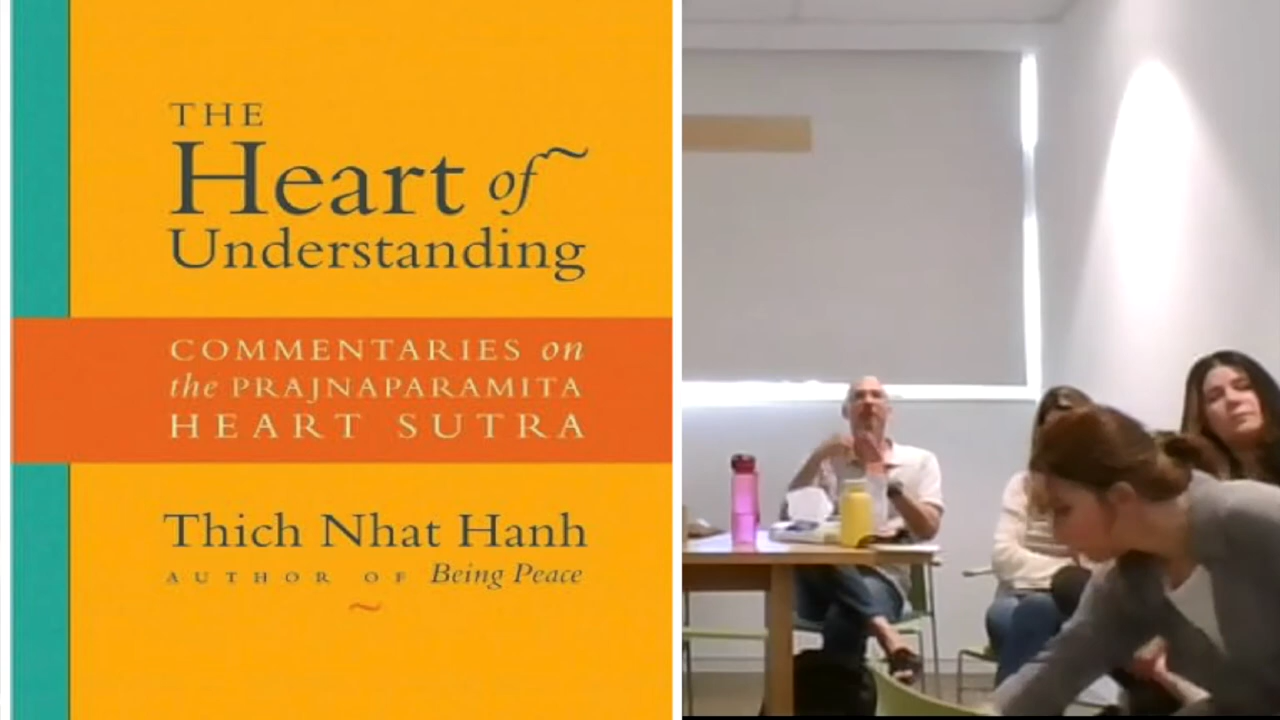 THE
Heart of
Understanding
COMMENTARIES on
the PRAJNAPARAMITA
HEART SUTRA
Thich Nhat Hanh
AUTHOR OF Being Peace